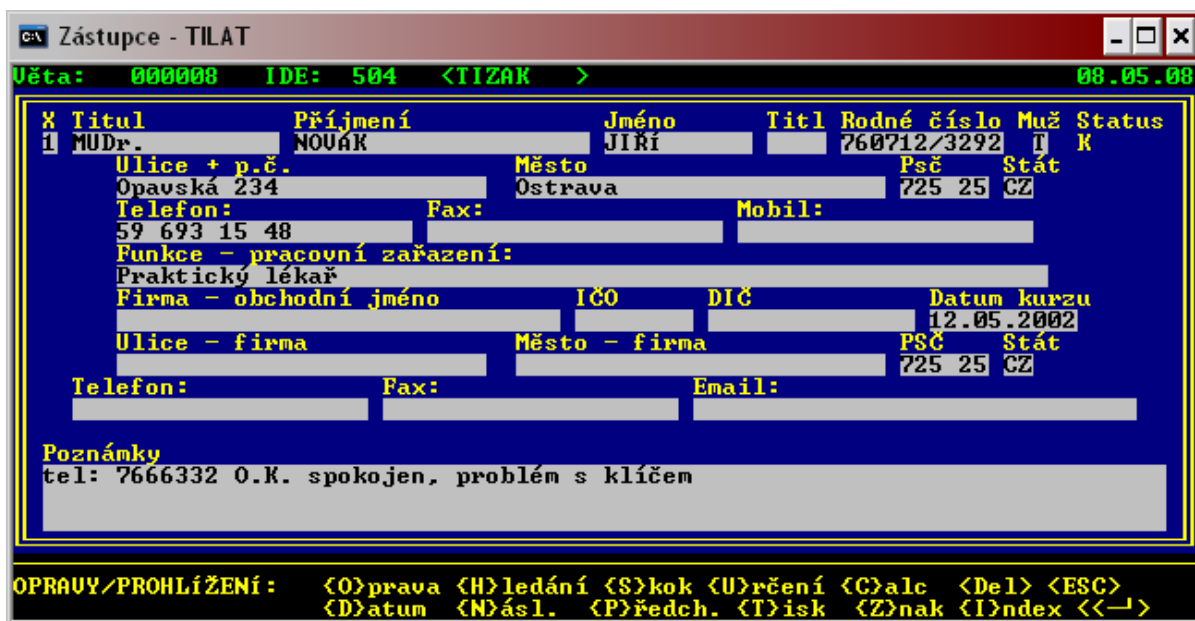 Zástupce - TILAT
Věta: 000008 IDE: 504 <TIZAK > 08.05.08
X Titul Příjmení Jméno Titl Rodné číslo Muž Status
1 MUDr. NOVÁK JIŘÍ 760712/3292 T K
Ulice + p.č. Město Psč Stát
Opavská 234 Ostrava 725 25 CZ
Telefon: Fax: Mobil:
59 693 15 48
Funkce - pracovní zařazení:
Praktický lékař
Firma - obchodní jméno IČO DIČ Datum kurzu
12.05.2002
Ulice - firma Město - firma PSČ Stát
725 25 CZ
Telefon: Fax: Email:
Poznámky
tel: 7666332 O.K. spokojen, problém s klíčem
OPRAVY/PROHLÍŽENÍ: {O}prava {H}ledání {S}kok {U}rčení {C}alc <Del> <ESC>
{D}atum {N}ásl. {P}ředch. {T}isk {Z}nak {I}ndex <<─┘>